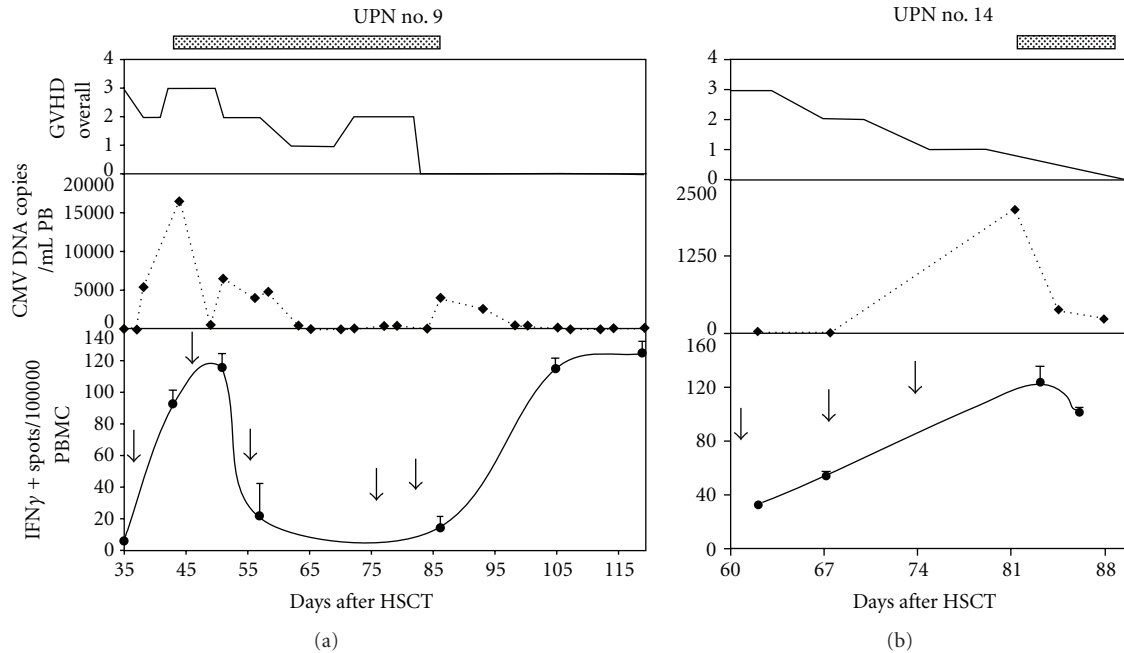 UPN no. 9
UPN no. 14
GVHD
overall
4
3
2
1
0
CMV DNA copies
/mL PB
20000
15000
10000
5000
0
IFNγ + spots/100000
PBMC
140
120
100
80
60
40
20
0
35 45 55 65 75 85 95 105 115
Days after HSCT
(a)
4
3
2
1
0
2500
1250
0
160
120
80
40
0
60 67 74 81 88
Days after HSCT
(b)